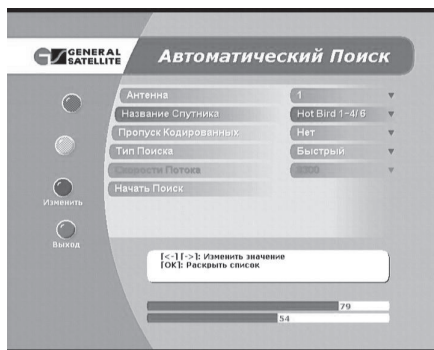 GENERAL
SATELLITE
Автоматический Поиск
Антенна 1
Название Спутника Hot Bird 1-4/6
Пропуск Кодированных Нет
Тип Поиска Быстрый
Скорости Потока
Начать Поиск
Изменить
Выход
[<-] [->]: Изменить значение
[OK]: Раскрыть список
79
54